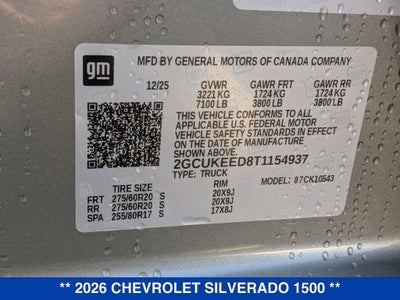 gm
MFD BY GENERAL MOTORS OF CANADA COMPANY
12/25 GVWR GAWR FRT GAWR RR
3221 KG 1724 KG 1724 KG
7100 LB 3800 LB 3800 LB
THIS VEHICLE CONFORMS TO ALL
APPLICABLE U.S. FEDERAL MOTOR
VEHICLE SAFETY STANDARDS IN EFFECT
ON THE DATE OF MANUFACTURE
SHOWN ABOVE.
2GCUKEED8T1154937
TYPE: TRUCK MODEL: 87CK10543
TIRE SIZE RIM
FRT 275/60R20 S 20X9J
RR 275/60R20 S 20X9J
SPA 255/80R17 S 17X8J
** 2026 CHEVROLET SILVERADO 1500 **